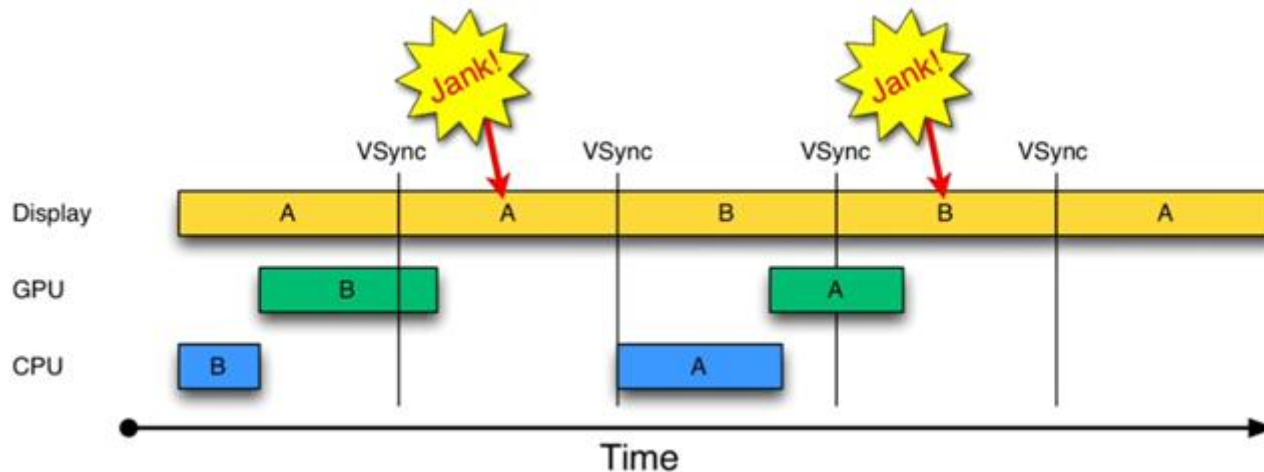 Jank!
Jank!
VSync
VSync
VSync
VSync
Display
A
A
B
B
A
GPU
B
A
CPU
B
A
Time